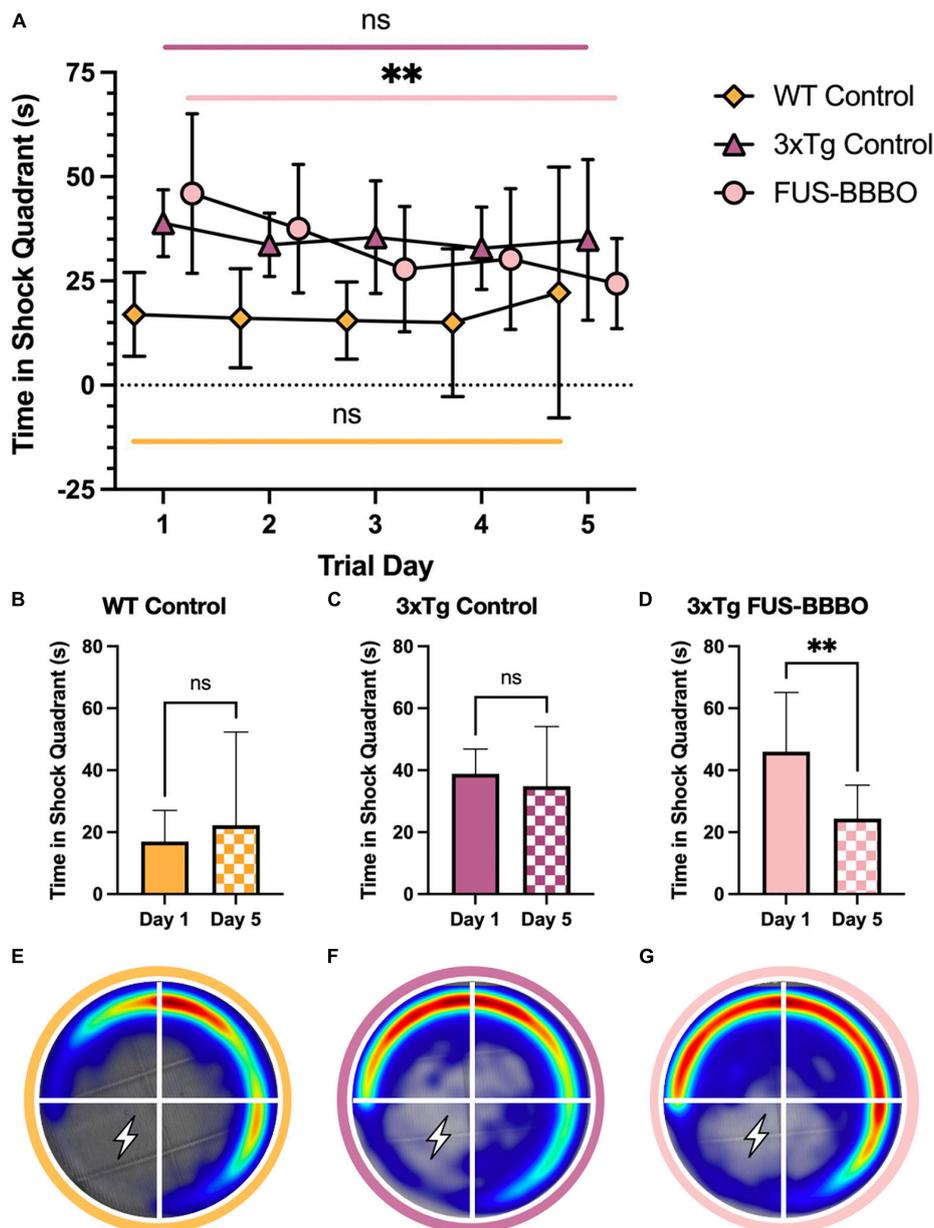 A
ns
**
75
50
25
0
-25
Time in Shock Quadrant (s)
ns
1 2 3 4 5
Trial Day
WT Control
3xTg Control
FUS-BBBO
B WT Control
80
60
40
20
0
Time in Shock Quadrant (s)
ns
Day 1 Day 5
C 3xTg Control
80
60
40
20
0
Time in Shock Quadrant (s)
ns
Day 1 Day 5
D 3xTg FUS-BBBO
80
60
40
20
0
Time in Shock Quadrant (s)
**
Day 1 Day 5
E
F
G